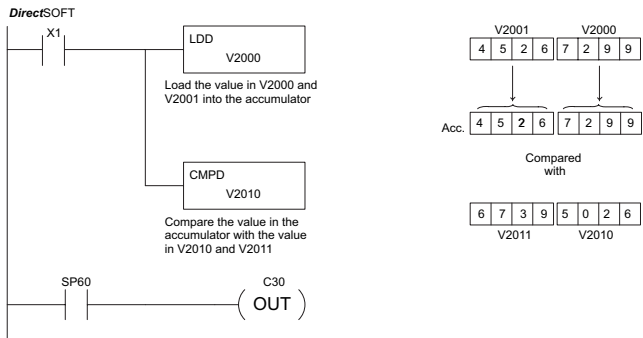 DirectSOFT
X1
LDD
V2000
Load the value in V2000 and
V2001 into the accumulator
CMPD
V2010
Compare the value in the
accumulator with the value
in V2010 and V2011
SP60
C30
OUT
V2001 V2000
4 5 2 6 7 2 9 9
Acc. 4 5 2 6 7 2 9 9
Compared
with
6 7 3 9 5 0 2 6
V2011 V2010